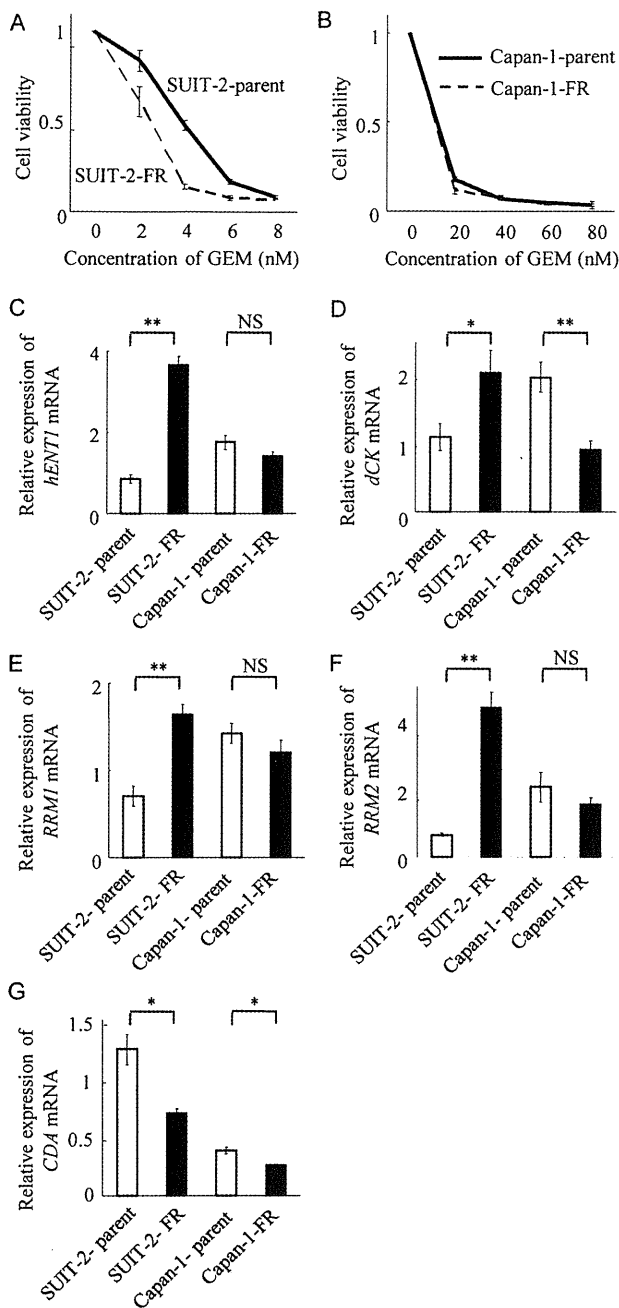 A
1
0.5
0
Cell viability
SUIT-2-parent
SUIT-2-FR
0 2 4 6 8
Concentration of GEM (nM)
B
1
0.5
0
Cell viability
Capan-1-parent
Capan-1-FR
0 20 40 60 80
Concentration of GEM (nM)
C
Relative expression of
hENT1 mRNA
4
2
0
** NS
SUIT-2- parent
SUIT-2- FR
Capan-1- parent
Capan-1-FR
D
Relative expression of
dCK mRNA
2
1
0
* **
SUIT-2- parent
SUIT-2- FR
Capan-1- parent
Capan-1-FR
E
Relative expression of
RRM1 mRNA
2
1
0
** NS
SUIT-2- parent
SUIT-2- FR
Capan-1- parent
Capan-1-FR
F
Relative expression of
RRM2 mRNA
4
2
0
** NS
SUIT-2- parent
SUIT-2- FR
Capan-1- parent
Capan-1-FR
G
Relative expression of
CDA mRNA
1.5
1
0.5
0
* *
SUIT-2- parent
SUIT-2- FR
Capan-1- parent
Capan-1-FR